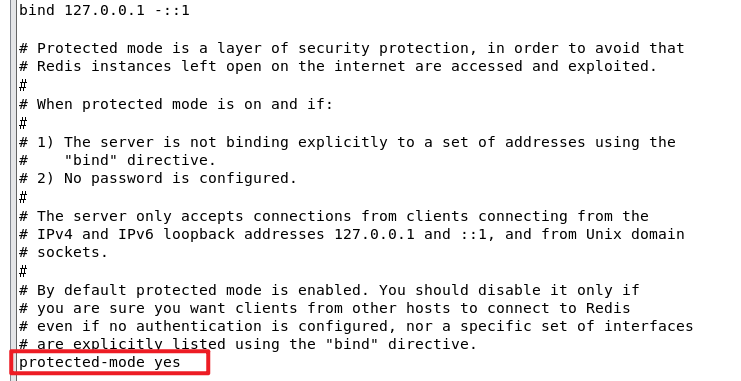 bind 127.0.0.1 -::1
# Protected mode is a layer of security protection, in order to avoid that
# Redis instances left open on the internet are accessed and exploited.
#
# When protected mode is on and if:
#
# 1) The server is not binding explicitly to a set of addresses using the
#    "bind" directive.
# 2) No password is configured.
#
# The server only accepts connections from clients connecting from the
# IPv4 and IPv6 loopback addresses 127.0.0.1 and ::1, and from Unix domain
# sockets.
#
# By default protected mode is enabled. You should disable it only if
# you are sure you want clients from other hosts to connect to Redis
# even if no authentication is configured, nor a specific set of interfaces
# are explicitly listed using the "bind" directive.
protected-mode yes